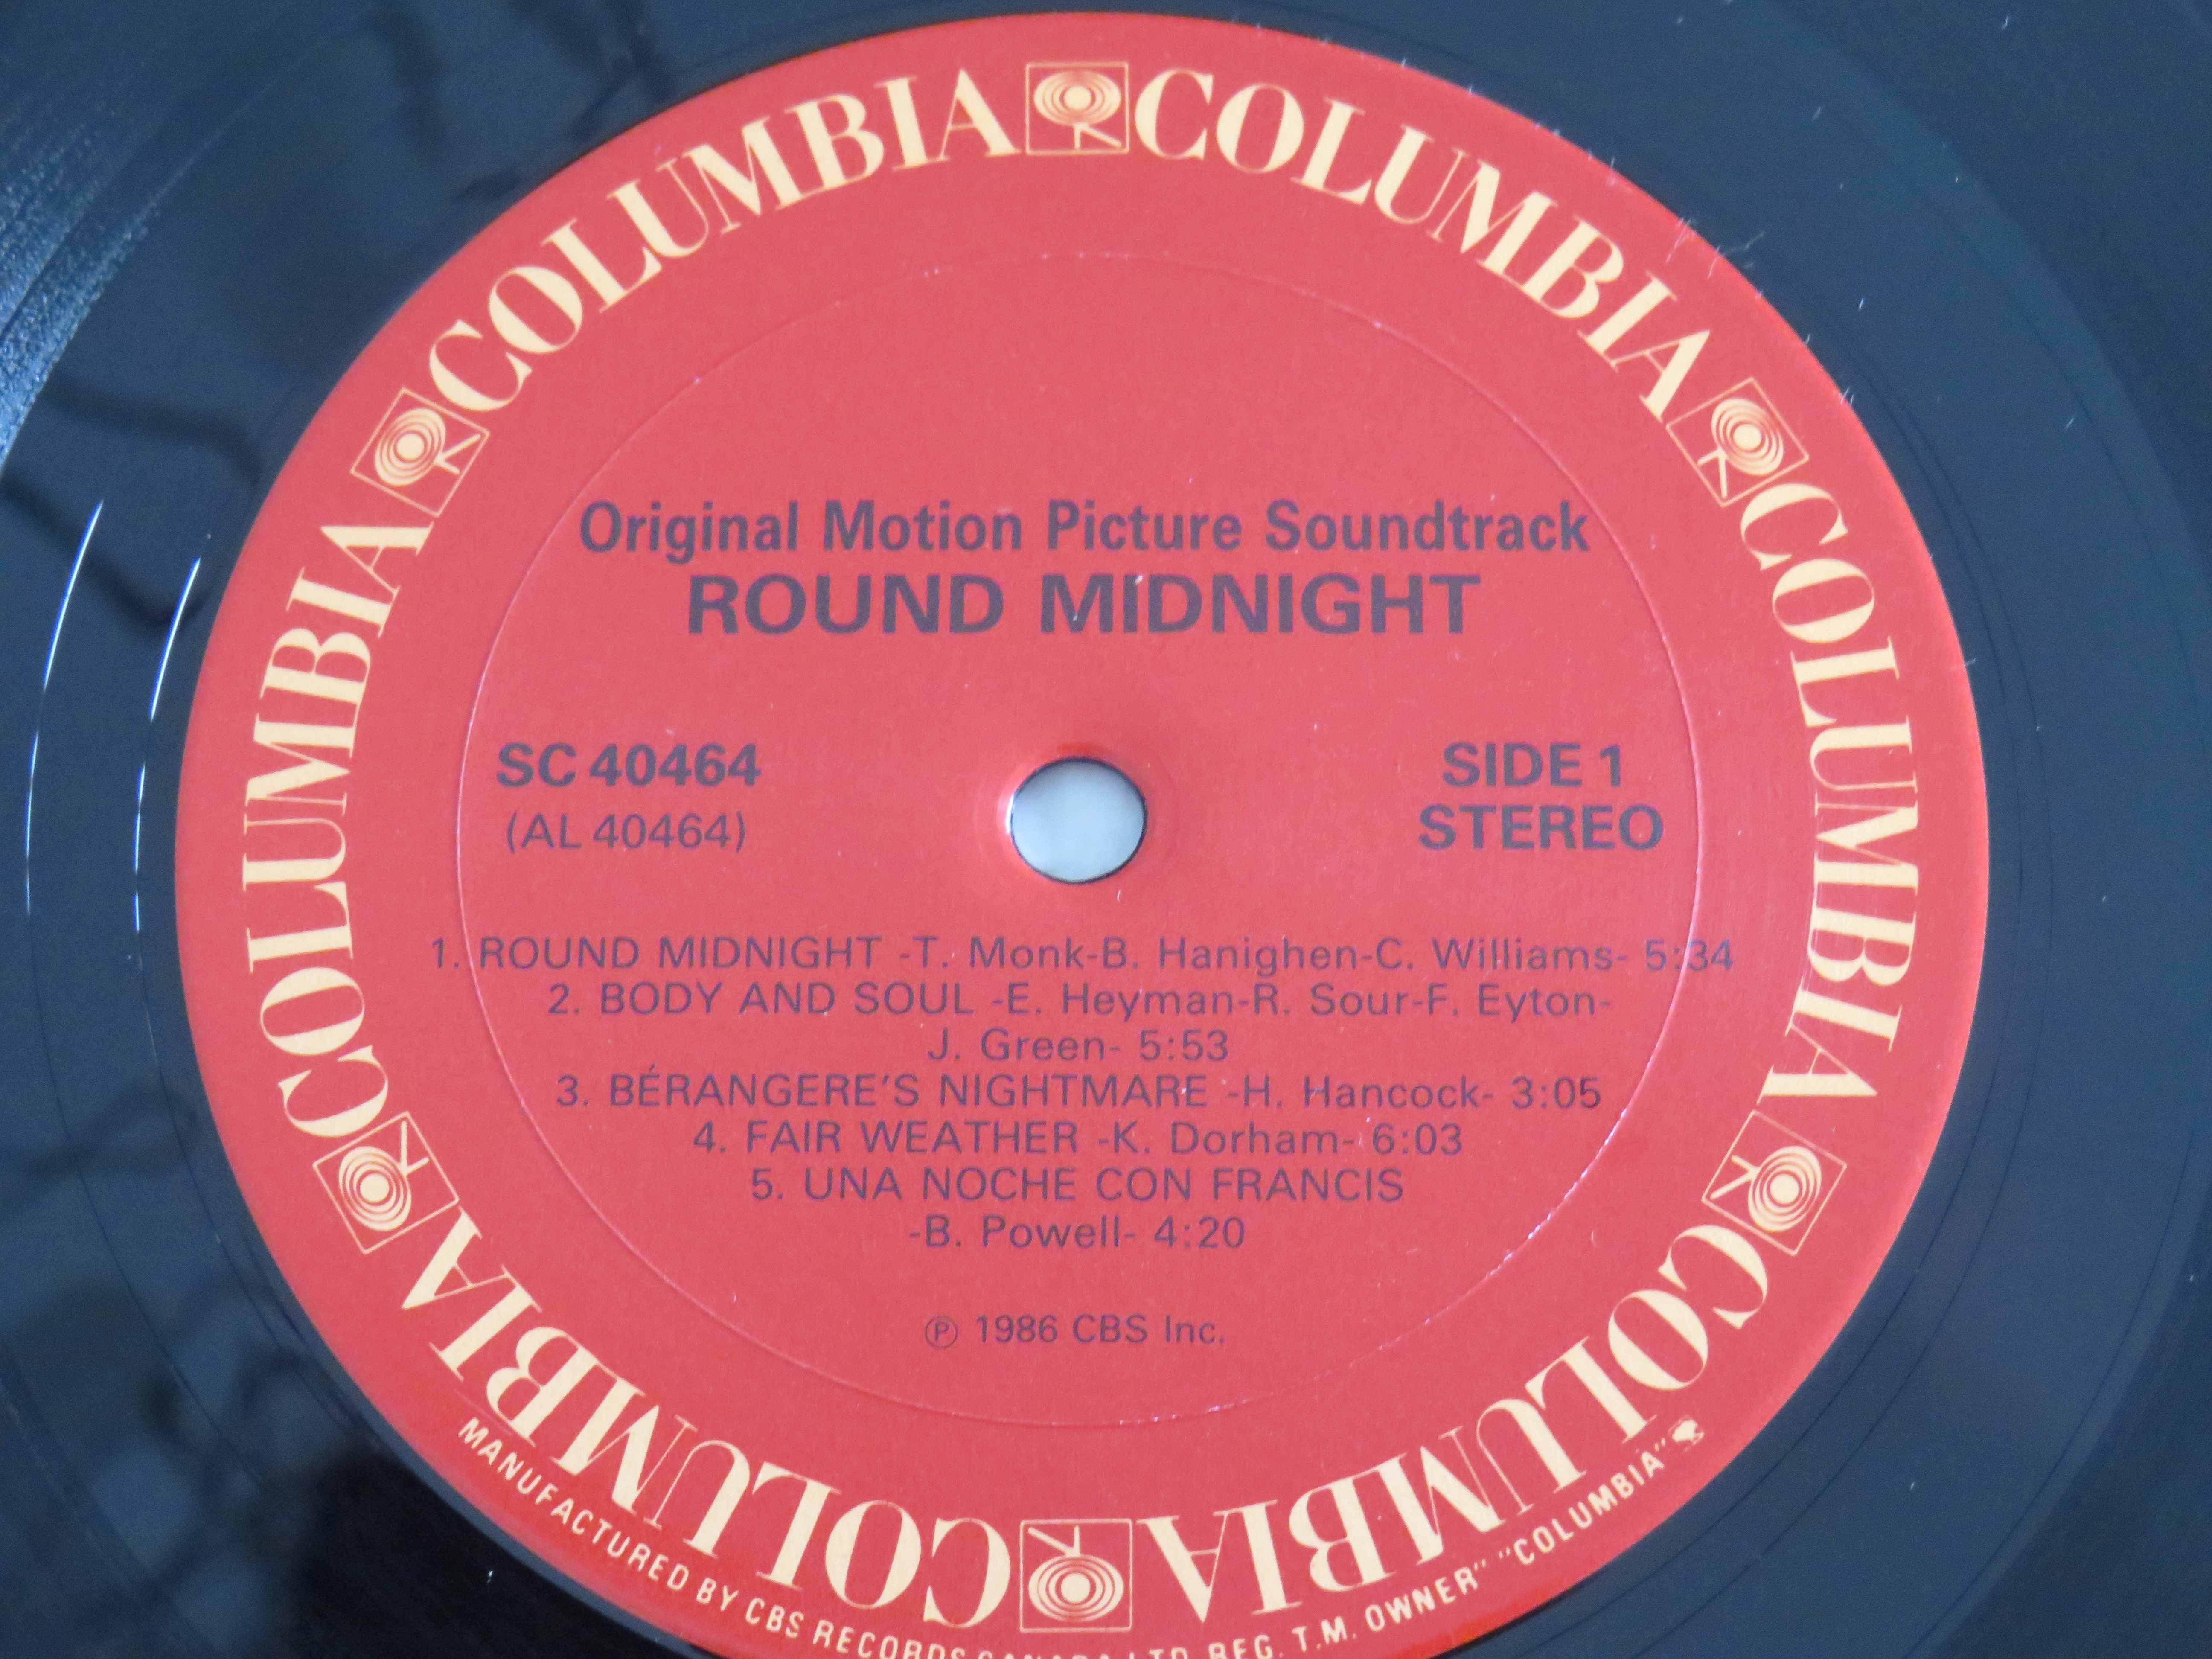 COLUMBIA COLUMBIA COLUMBIA COLUMBIA COLUMBIA COLUMBIA
Original Motion Picture Soundtrack
ROUND MIDNIGHT
SC 40464
(AL 40464)
SIDE 1
STEREO
1. ROUND MIDNIGHT -T. Monk-B. Hanighen-C. Williams- 5:34
2. BODY AND SOUL -E. Heyman-R. Sour-F. Eyton-
J. Green- 5:53
3. BÉRANGERE'S NIGHTMARE -H. Hancock- 3:05
4. FAIR WEATHER -K. Dorham- 6:03
5. UNA NOCHE CON FRANCIS
-B. Powell- 4:20
℗ 1986 CBS Inc.
MANUFACTURED BY CBS RECORDS CANADA LTD. REG. T.M. OWNER" "COLUMBIA"